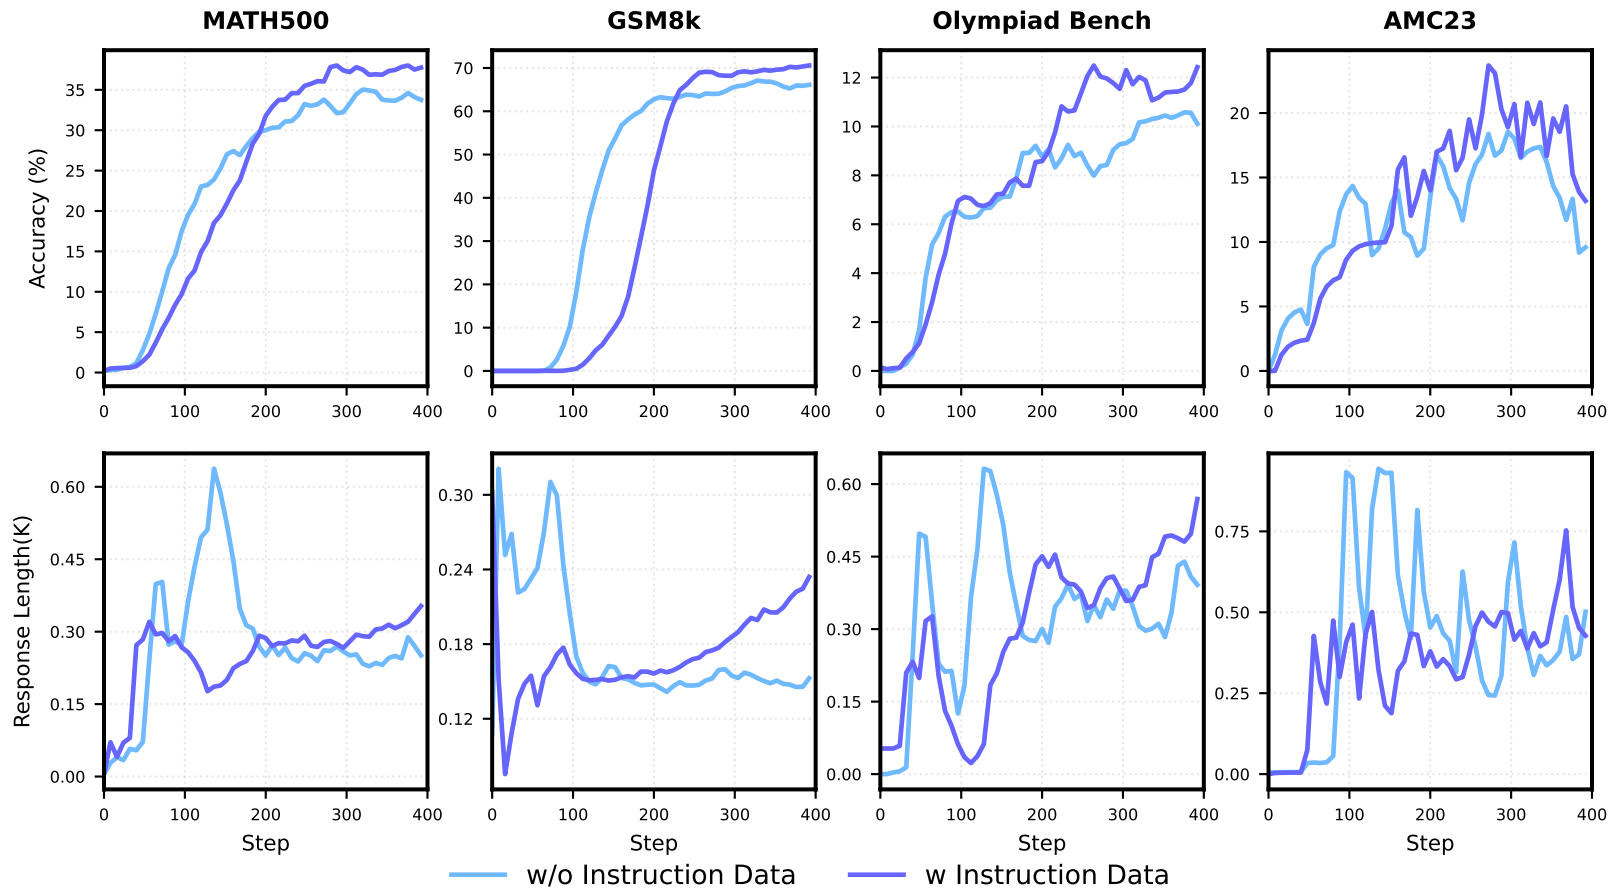 MATH500 GSM8k Olympiad Bench AMC23
Accuracy (%)
35
30
25
20
15
10
5
0
0 100 200 300 400
70
60
50
40
30
20
10
0
0 100 200 300 400
12
10
8
6
4
2
0
0 100 200 300 400
20
15
10
5
0
0 100 200 300 400
Response Length(K)
0.60
0.45
0.30
0.15
0.00
0 100 200 300 400
Step
0.30
0.24
0.18
0.12
0 100 200 300 400
Step
0.60
0.45
0.30
0.15
0.00
0 100 200 300 400
Step
0.75
0.50
0.25
0.00
0 100 200 300 400
Step
w/o Instruction Data w Instruction Data